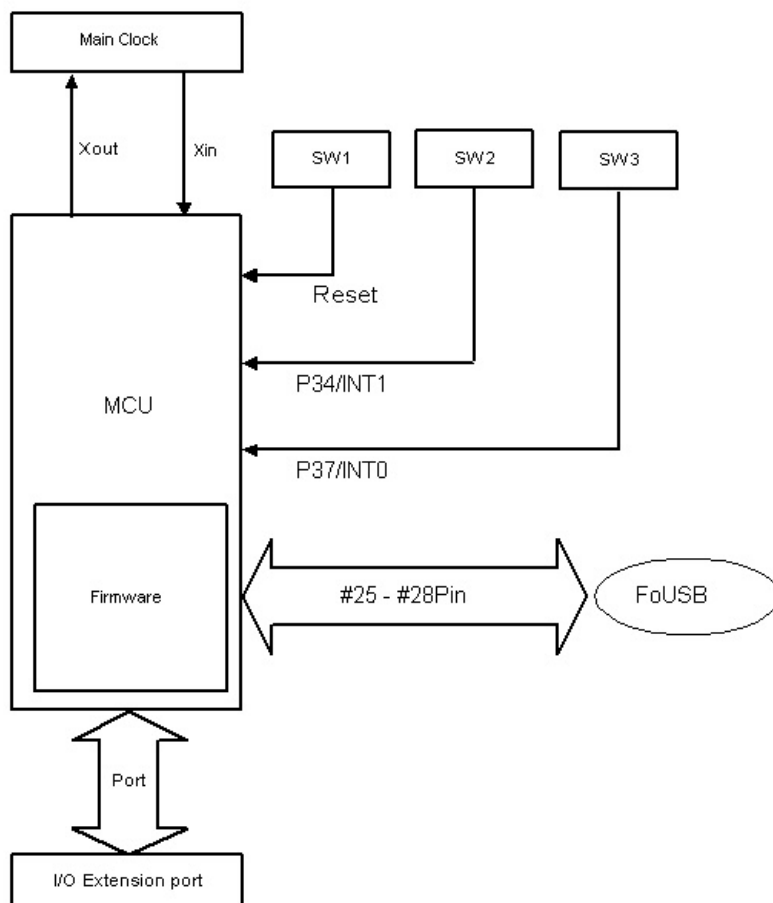 Main Clock
Xout
Xin
SW1
SW2
SW3
Reset
P34/INT1
MCU
P37/INT0
Firmware
#25 - #28Pin
FoUSB
Port
I/O Extension port